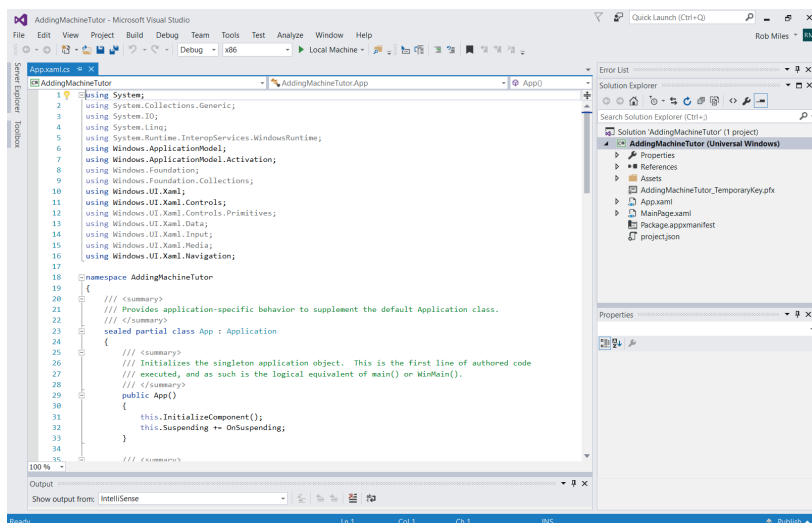 AddingMachineTutor - Microsoft Visual Studio
Quick Launch (Ctrl+Q)
File Edit View Project Build Debug Team Tools Test Analyze Window Help
Rob Miles
Debug x86 Local Machine
Server Explorer
Toolbox
App.xaml.cs
AddingMachineTutor AddingMachineTutor.App App()
1 using System;
2 using System.Collections.Generic;
3 using System.IO;
4 using System.Linq;
5 using System.Runtime.InteropServices.WindowsRuntime;
6 using Windows.ApplicationModel;
7 using Windows.ApplicationModel.Activation;
8 using Windows.Foundation;
9 using Windows.Foundation.Collections;
10 using Windows.UI.Xaml;
11 using Windows.UI.Xaml.Controls;
12 using Windows.UI.Xaml.Controls.Primitives;
13 using Windows.UI.Xaml.Data;
14 using Windows.UI.Xaml.Input;
15 using Windows.UI.Xaml.Media;
16 using Windows.UI.Xaml.Navigation;
17
18 namespace AddingMachineTutor
19 {
20 /// <summary>
21 /// Provides application-specific behavior to supplement the default Application class.
22 /// </summary>
23 sealed partial class App : Application
24 {
25 /// <summary>
26 /// Initializes the singleton application object. This is the first line of authored code
27 /// executed, and as such is the logical equivalent of main() or WinMain().
28 /// </summary>
29 public App()
30 {
31 this.InitializeComponent();
32 this.Suspending += OnSuspending;
33 }
34
35 /// <summary>
100 %
Output
Show output from: IntelliSense
Error List
Solution Explorer
Search Solution Explorer (Ctrl+;)
Solution 'AddingMachineTutor' (1 project)
AddingMachineTutor (Universal Windows)
Properties
References
Assets
AddingMachineTutor_TemporaryKey.pfx
App.xaml
MainPage.xaml
Package.appxmanifest
project.json
Properties
Ready Ln 1 Col 1 Ch 1 INS Publish